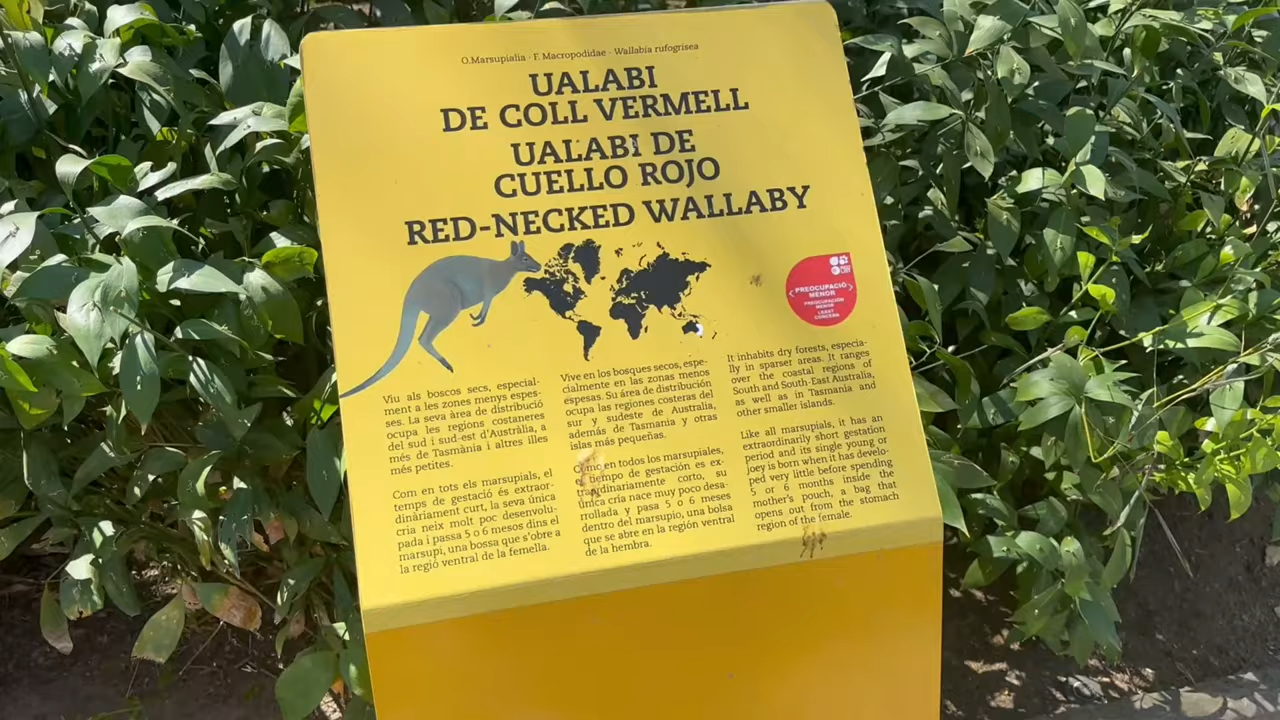 O.Marsupialia · F. Macropodidae · Wallabia rufogrisea
UALABI
DE COLL VERMELL
UALABI DE
CUELLO ROJO
RED-NECKED WALLABY
PREOCUPACIÓ
MENOR
PREOCUPACIÓN
MENOR
LEAST
CONCERN
Viu als boscos secs, especial-
ment a les zones menys espes-
ses. La seva àrea de distribució
ocupa les regions costaneres
del sud i sud-est d'Austràlia, a
més de Tasmània i altres illes
més petites.
Com en tots els marsupials, el
temps de gestació és extraor-
dinàriament curt, la seva única
cria neix molt poc desenvolu-
pada i passa 5 o 6 mesos dins el
marsupi, una bossa que s'obre a
la regió ventral de la femella.
Vive en los bosques secos, espe-
cialmente en las zonas menos
espesas. Su área de distribución
ocupa las regiones costeras del
sur y sudeste de Australia,
además de Tasmania y otras
islas más pequeñas.
Como en todos los marsupiales,
el tiempo de gestación es ex-
traordinariamente corto, su
única cría nace muy poco desa-
rrollada y pasa 5 o 6 meses
dentro del marsupio, una bolsa
que se abre en la región ventral
de la hembra.
It inhabits dry forests, especia-
lly in sparser areas. It ranges
over the coastal regions of
South and South-East Australia,
as well as in Tasmania and
other smaller islands.
Like all marsupials, it has an
extraordinarily short gestation
period and its single young or
joey is born when it has develo-
ped very little before spending
5 or 6 months inside the
mother's pouch, a bag that
opens out from the stomach
region of the female.